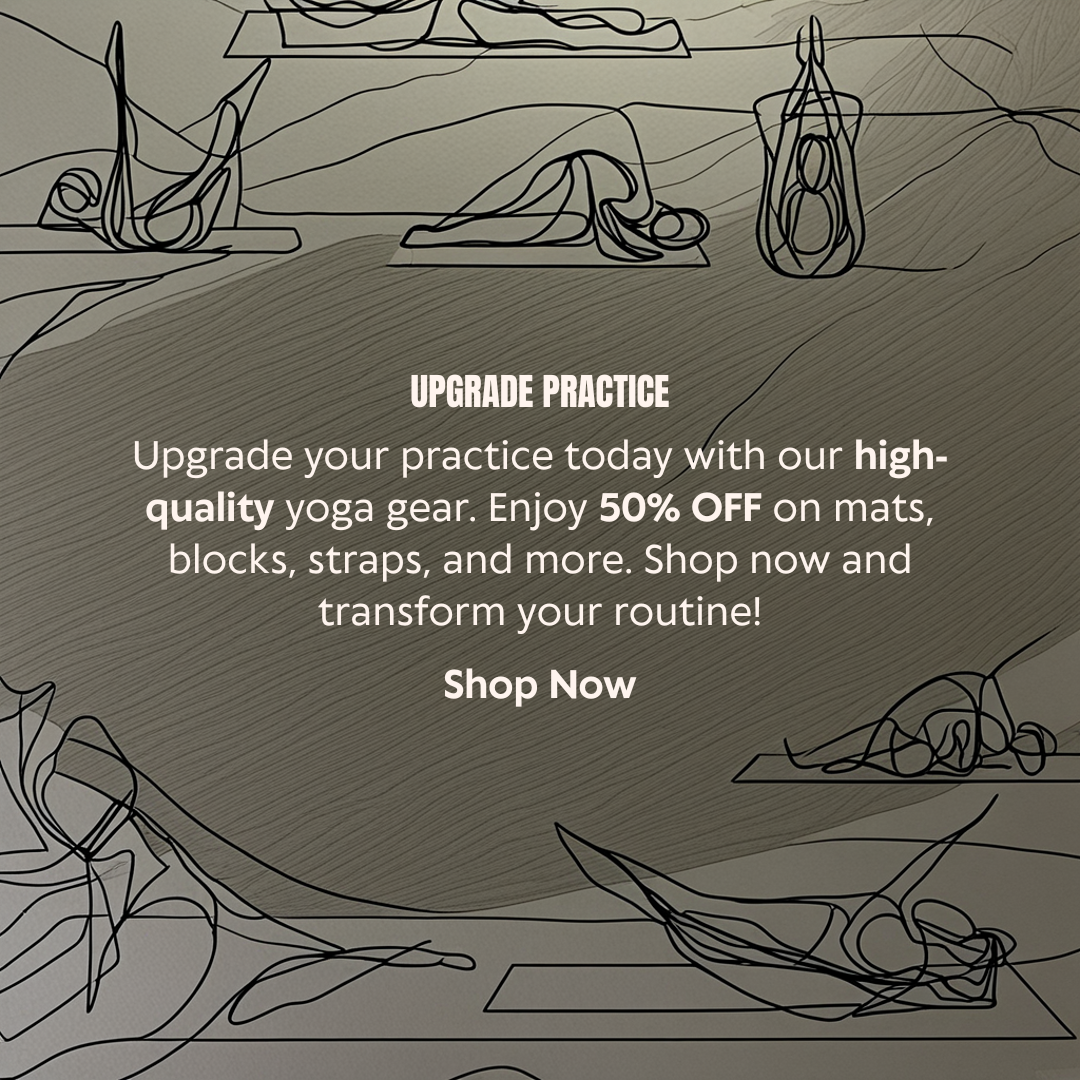 UPGRADE PRACTICE
Upgrade your practice today with our high-
quality yoga gear. Enjoy 50% OFF on mats,
blocks, straps, and more. Shop now and
transform your routine!
Shop Now